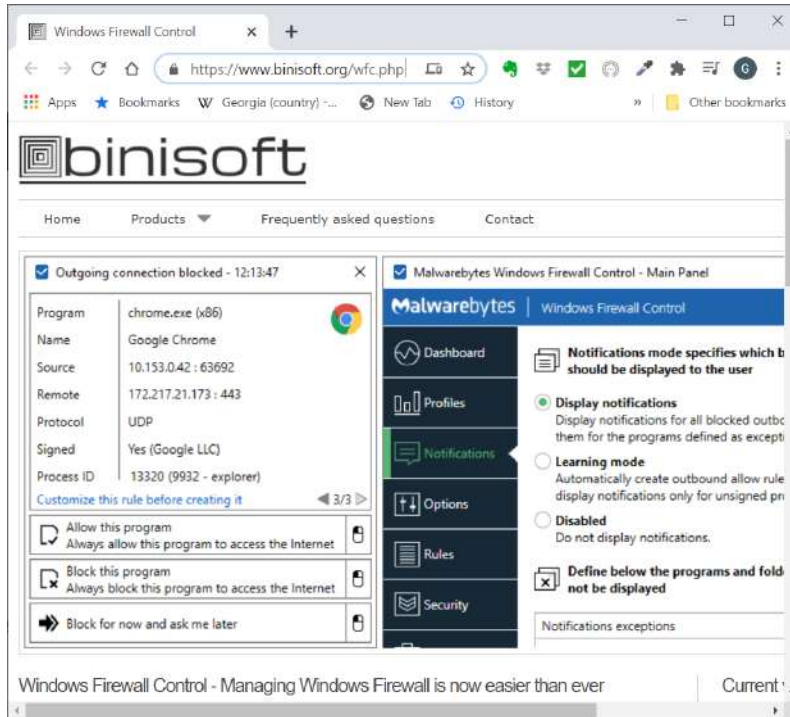 Windows Firewall Control
https://www.binisoft.org/wfc.php
G
Apps Bookmarks W Georgia (country) -... New Tab History » Other bookmarks
binisoft
Home Products Frequently asked questions Contact
Outgoing connection blocked - 12:13:47
Program chrome.exe (x86)
Name Google Chrome
Source 10.153.0.42 : 63692
Remote 172.217.21.173 : 443
Protocol UDP
Signed Yes (Google LLC)
Process ID 13320 (9932 - explorer)
Customize this rule before creating it 3/3
Allow this program
Always allow this program to access the Internet
Block this program
Always block this program to access the Internet
Block for now and ask me later
Malwarebytes Windows Firewall Control - Main Panel
Malwarebytes Windows Firewall Control
Dashboard
Profiles
Notifications
Options
Rules
Security
Notifications mode specifies which b
should be displayed to the user
Display notifications
Display notifications for all blocked outbo
them for the programs defined as excepti
Learning mode
Automatically create outbound allow rule
display notifications only for unsigned pr
Disabled
Do not display notifications.
Define below the programs and fold
not be displayed
Notifications exceptions
Windows Firewall Control - Managing Windows Firewall is now easier than ever
Current